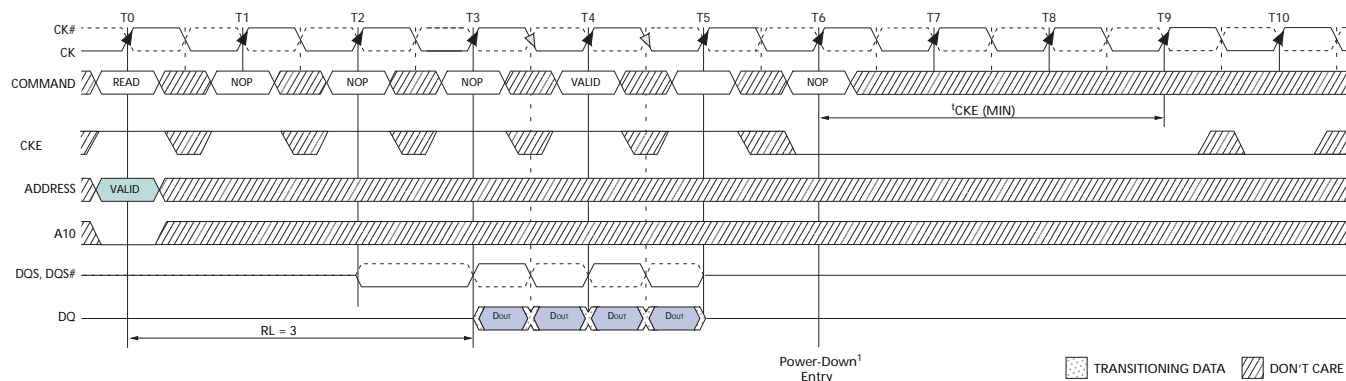 T0 T1 T2 T3 T4 T5 T6 T7 T8 T9 T10
CK#
CK
COMMAND READ NOP NOP NOP VALID NOP
tCKE (MIN)
CKE
ADDRESS VALID
A10
DQS, DQS#
DQ DOUT DOUT DOUT DOUT
RL = 3
Power-Down1
Entry
TRANSITIONING DATA DON'T CARE